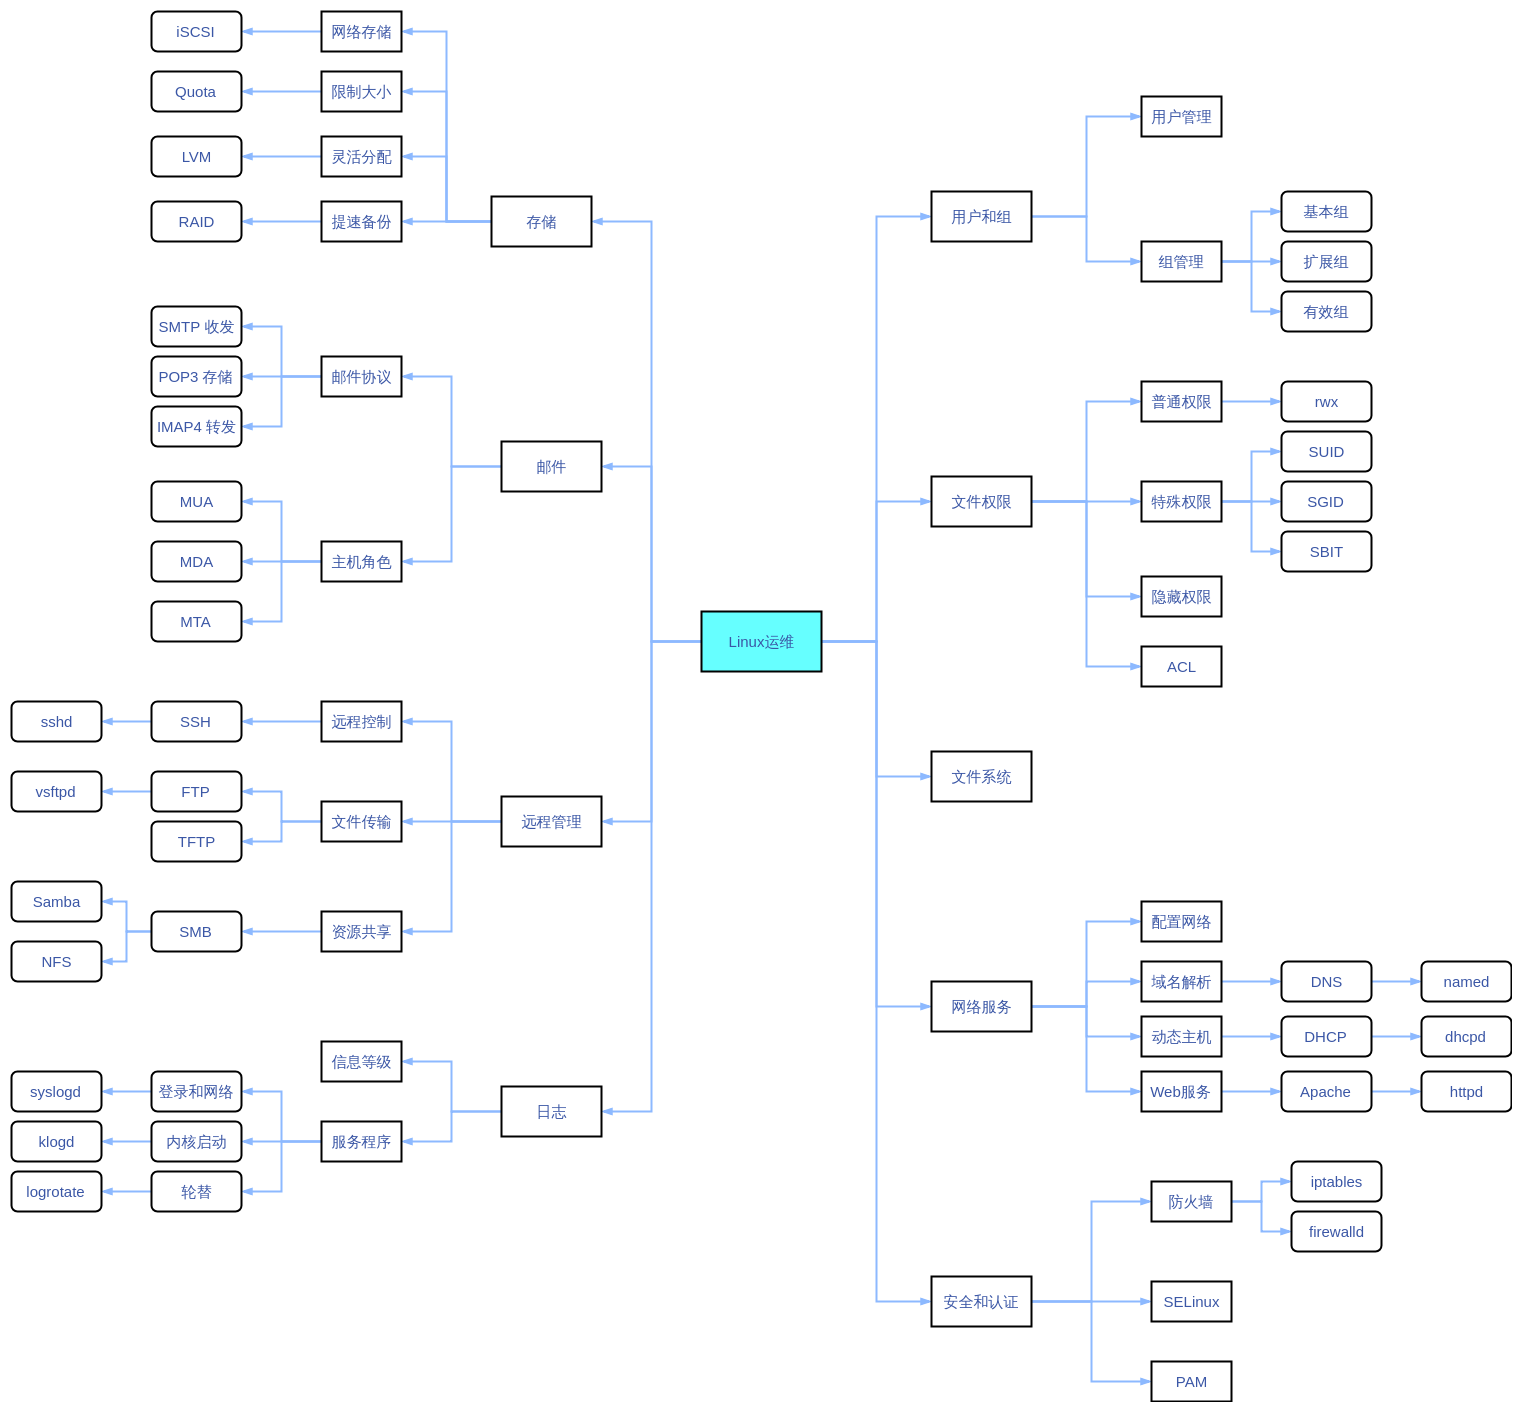 Linux运维
存储
网络存储
iSCSI
限制大小
Quota
灵活分配
LVM
提速备份
RAID
邮件
邮件协议
SMTP 收发
POP3 存储
IMAP4 转发
主机角色
MUA
MDA
MTA
远程管理
远程控制
SSH
sshd
文件传输
FTP
vsftpd
TFTP
资源共享
SMB
Samba
NFS
日志
信息等级
服务程序
登录和网络
syslogd
内核启动
klogd
轮替
logrotate
用户和组
用户管理
组管理
基本组
扩展组
有效组
文件权限
普通权限
rwx
特殊权限
SUID
SGID
SBIT
隐藏权限
ACL
文件系统
网络服务
配置网络
域名解析
DNS
named
动态主机
DHCP
dhcpd
Web服务
Apache
httpd
安全和认证
防火墙
iptables
firewalld
SELinux
PAM